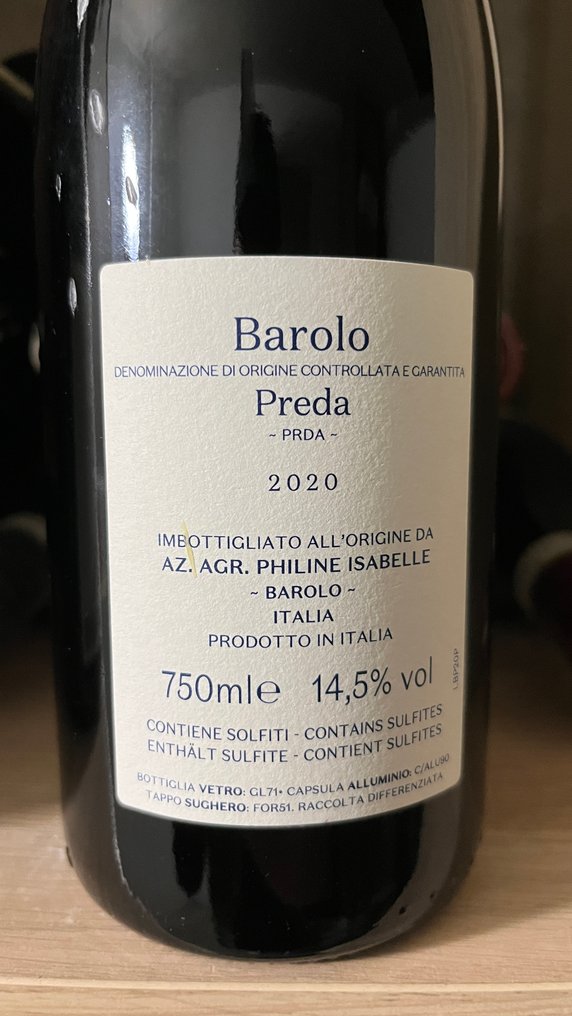 Barolo
DENOMINAZIONE DI ORIGINE CONTROLLATA E GARANTITA
Preda
~ PRDA ~
2020
IMBOTTIGLIATO ALL'ORIGINE DA
AZ. AGR. PHILINE ISABELLE
~ BAROLO ~
ITALIA
PRODOTTO IN ITALIA
750ml℮ 14,5% vol
LBP20P
CONTIENE SOLFITI - CONTAINS SULFITES
ENTHÄLT SULFITE - CONTIENT SULFITES
BOTTIGLIA VETRO: GL71• CAPSULA ALLUMINIO: C/ALU90
TAPPO SUGHERO: FOR51. RACCOLTA DIFFERENZIATA